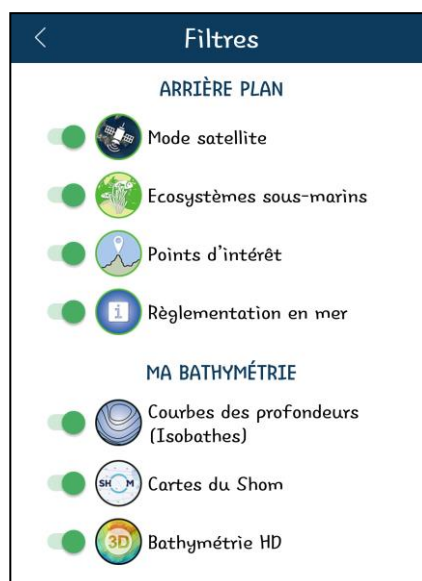 Filtres
ARRIÈRE PLAN
Mode satellite
Ecosystèmes sous-marins
Points d'intérêt
i
Règlementation en mer
MA BATHYMÉTRIE
Courbes des profondeurs
(Isobathes)
SHOM
Cartes du Shom
3D
Bathymétrie HD